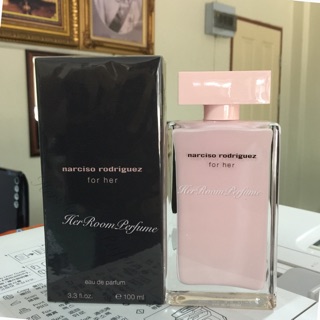 narciso rodriguez
for her
HerRoomPerfume
eau de parfum
3.3 fl oz. e 100 ml
narciso rodriguez
for her
HerRoomPerfume